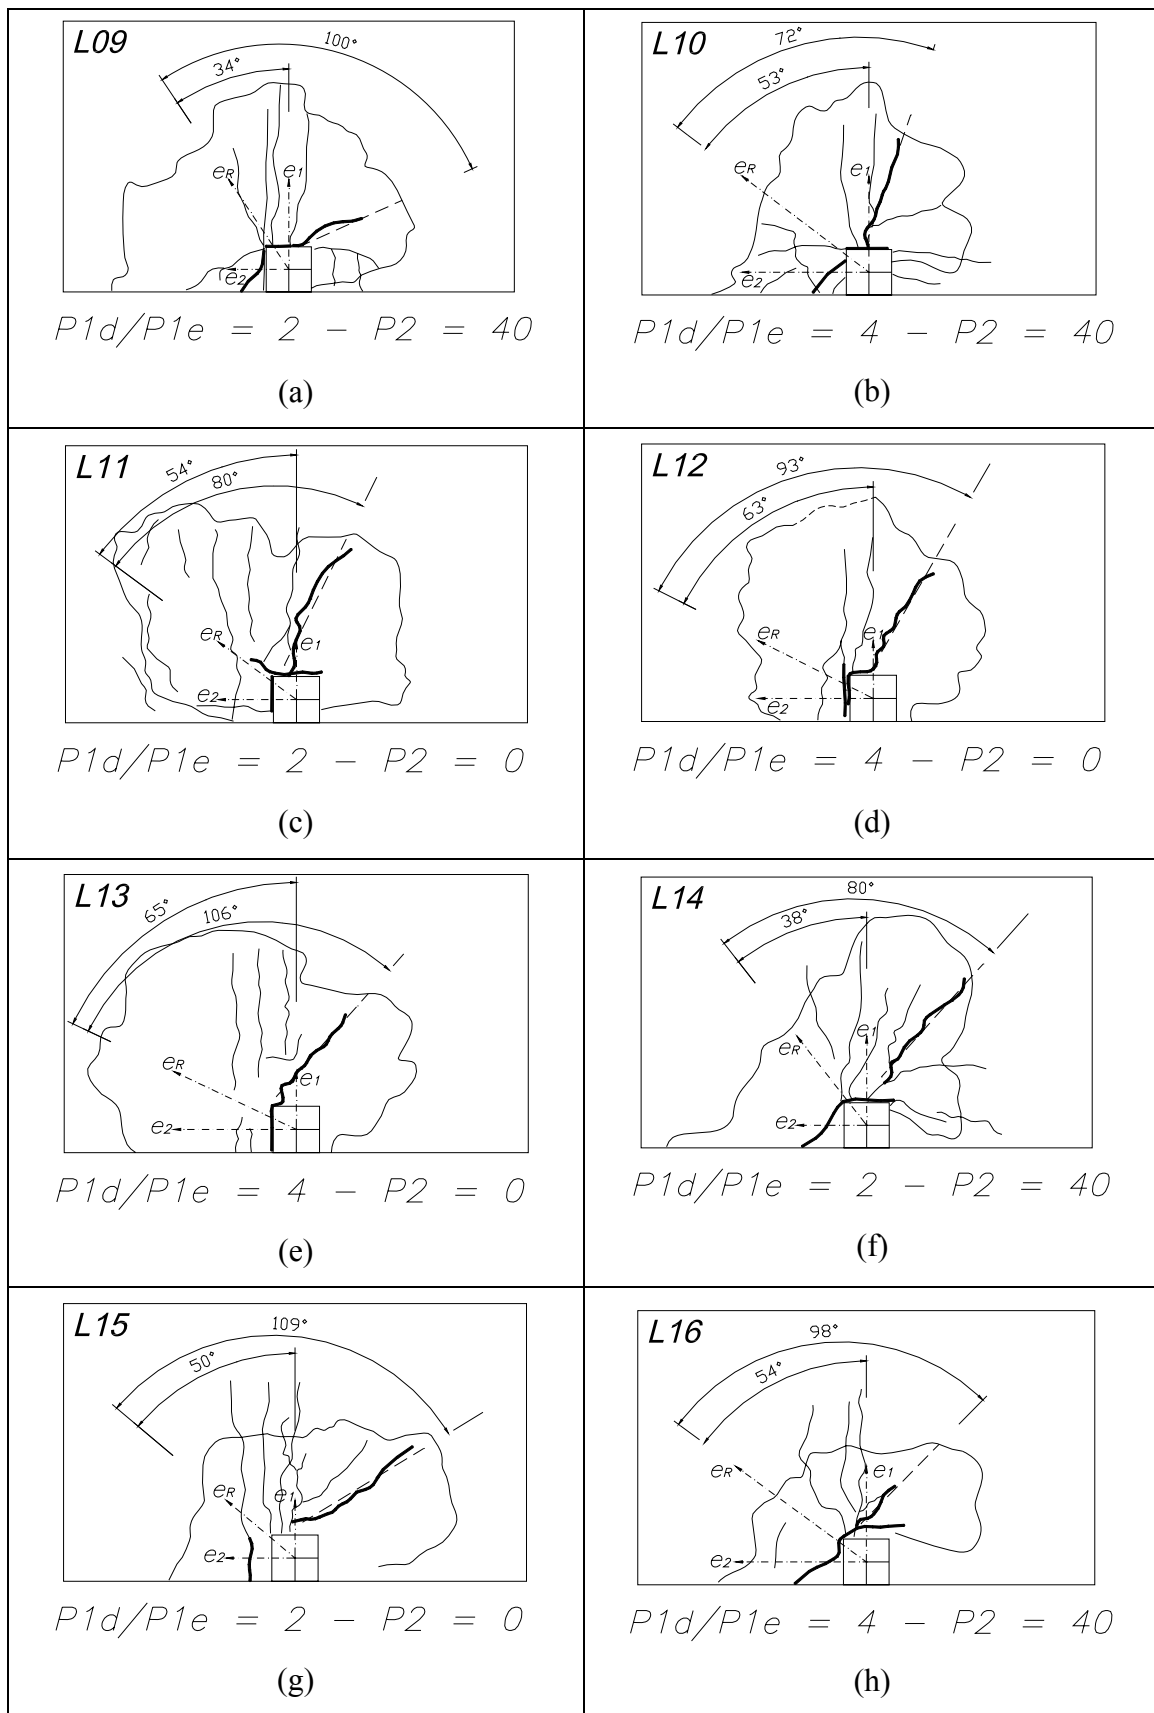 L09
100°
34°
eR
e1
e2
P1d/P1e = 2 - P2 = 40
(a)
L10
72°
53°
eR
e1
e2
P1d/P1e = 4 - P2 = 40
(b)
L11
54°
80°
eR
e1
e2
P1d/P1e = 2 - P2 = 0
(c)
L12
93°
63°
eR
e1
e2
P1d/P1e = 4 - P2 = 0
(d)
L13
65°
106°
eR
e1
e2
P1d/P1e = 4 - P2 = 0
(e)
L14
80°
38°
e1
eR
e2
P1d/P1e = 2 - P2 = 40
(f)
L15
109°
50°
eR
e1
e2
P1d/P1e = 2 - P2 = 0
(g)
L16
98°
54°
eR
e1
e2
P1d/P1e = 4 - P2 = 40
(h)